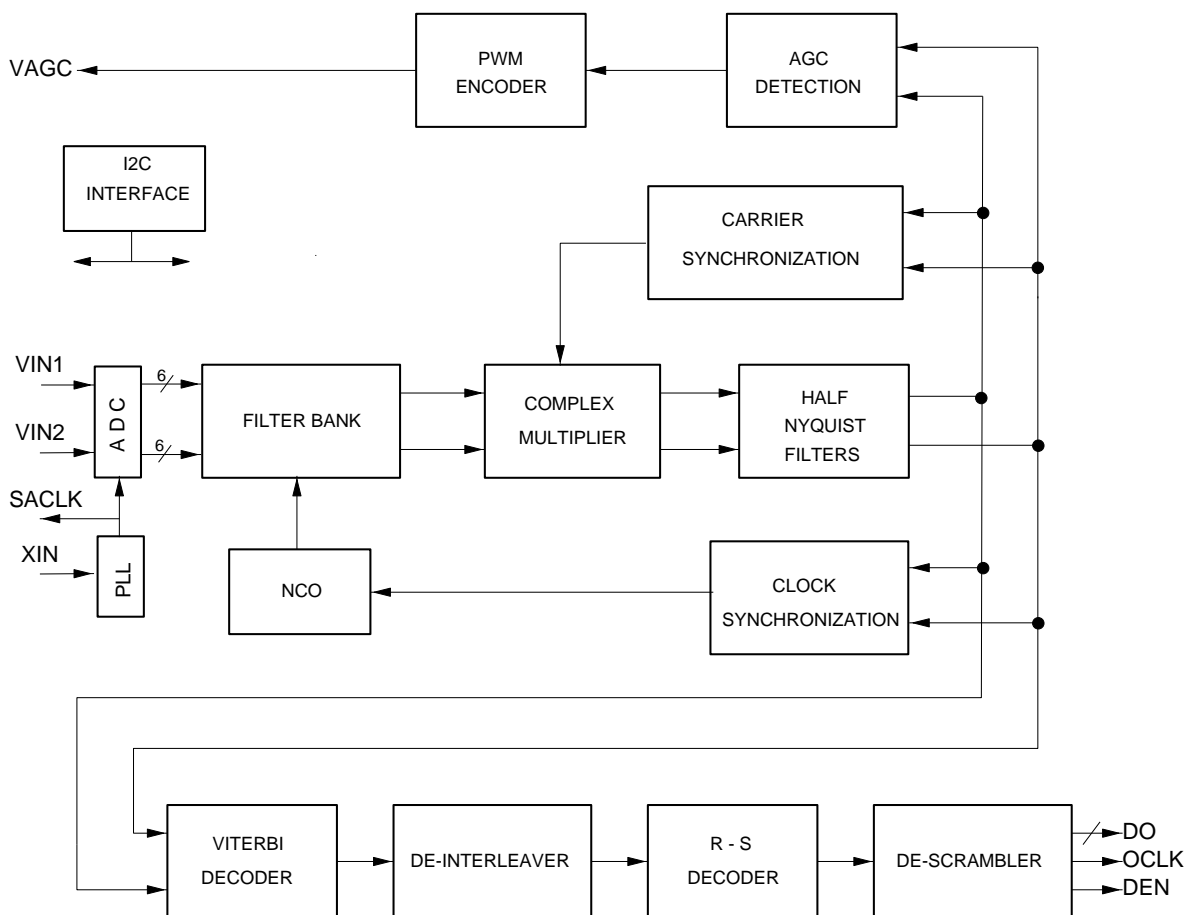 VAGC
PWM
ENCODER
AGC
DETECTION
I2C
INTERFACE
CARRIER
SYNCHRONIZATION
VIN1
VIN2
A D C
6
6
FILTER BANK
COMPLEX
MULTIPLIER
HALF
NYQUIST
FILTERS
SACLK
XIN
PLL
NCO
CLOCK
SYNCHRONIZATION
VITERBI
DECODER
DE-INTERLEAVER
R - S
DECODER
DE-SCRAMBLER
DO
OCLK
DEN